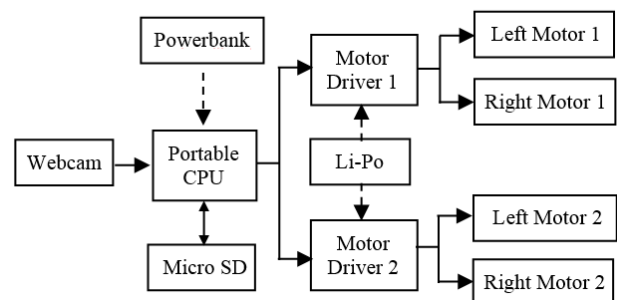 Powerbank
Motor
Driver 1
Left Motor 1
Right Motor 1
Webcam
Portable
CPU
Li-Po
Micro SD
Motor
Driver 2
Left Motor 2
Right Motor 2